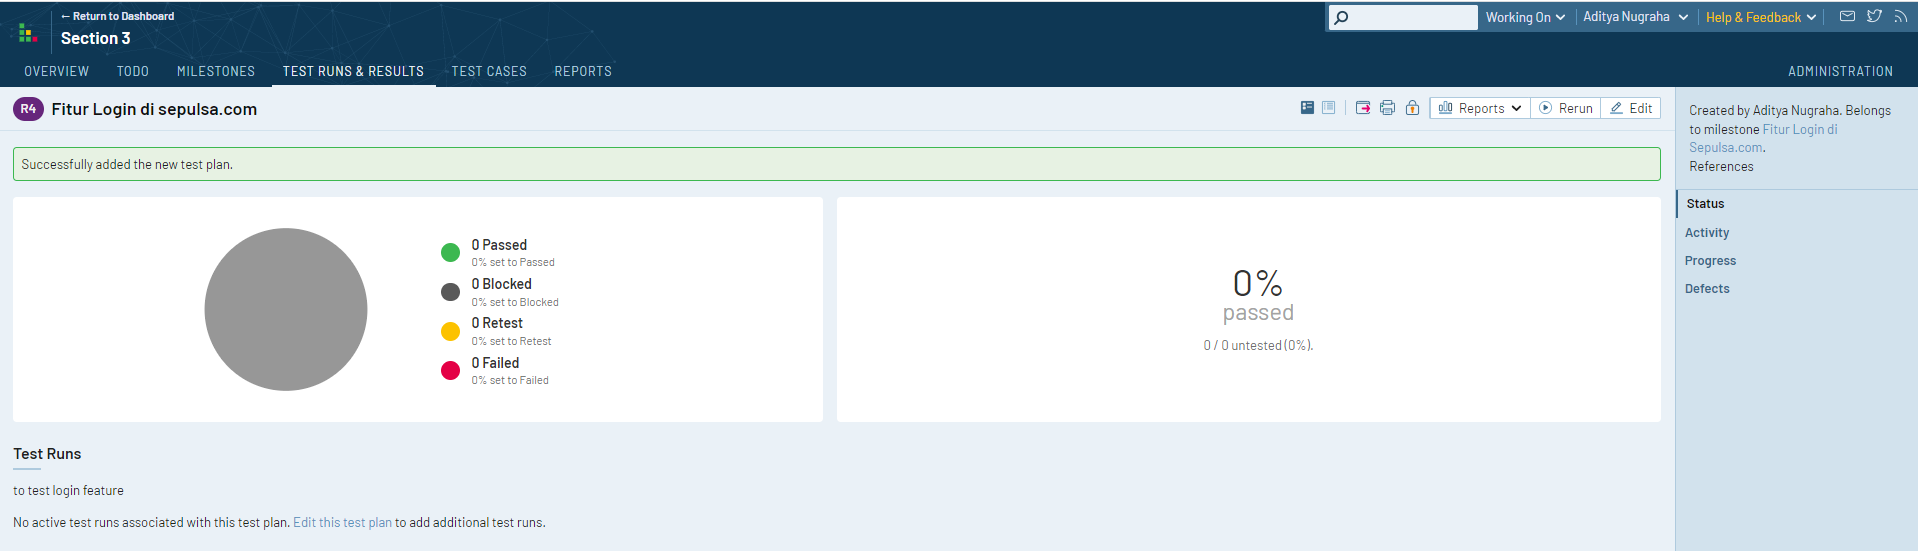 ← Return to Dashboard
Section 3
Working On
Aditya Nugraha
Help & Feedback
OVERVIEW TODO MILESTONES TEST RUNS & RESULTS TEST CASES REPORTS ADMINISTRATION
R4 Fitur Login di sepulsa.com
Reports Rerun Edit
Successfully added the new test plan.
0 Passed
0% set to Passed
0 Blocked
0% set to Blocked
0 Retest
0% set to Retest
0 Failed
0% set to Failed
0%
passed
0 / 0 untested (0%).
Test Runs
to test login feature
No active test runs associated with this test plan. Edit this test plan to add additional test runs.
Created by Aditya Nugraha. Belongs
to milestone Fitur Login di
Sepulsa.com.
References
Status
Activity
Progress
Defects